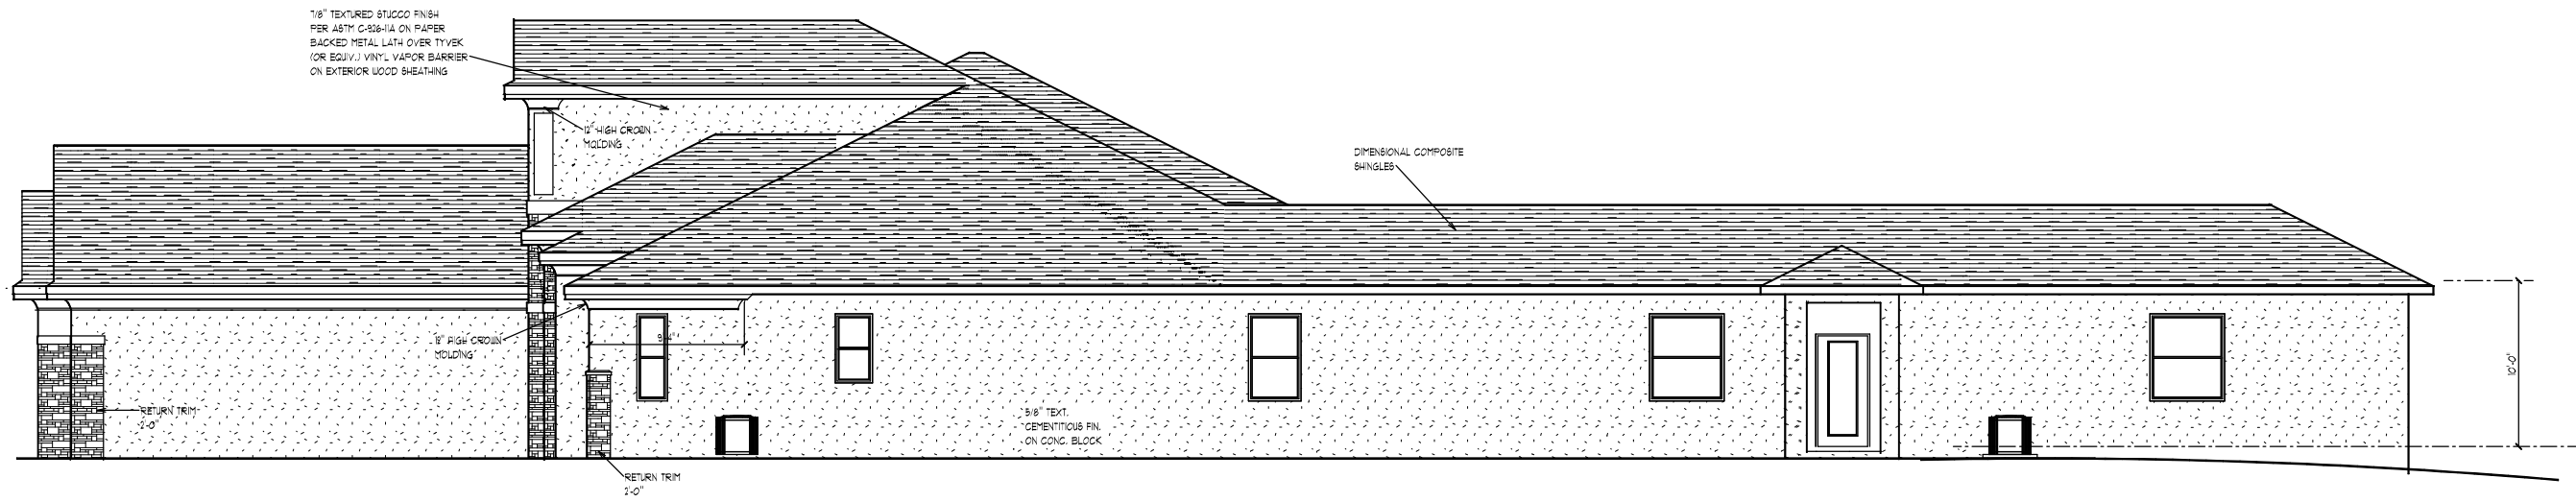 7/8" TEXTURED STUCCO FINISH
PER ASTM C-926-11A ON PAPER
BACKED METAL LATH OVER TYVEK
(OR EQUIV.) VINYL VAPOR BARRIER
ON EXTERIOR WOOD SHEATHING
12" HIGH CROWN
MOLDING
DIMENSIONAL COMPOSITE
SHINGLES
18" HIGH CROWN
MOLDING
10'-0"
RETURN TRIM
2'-0"
5/8" TEXT.
CEMENTITIOUS FIN.
ON CONC. BLOCK
RETURN TRIM
2'-0"